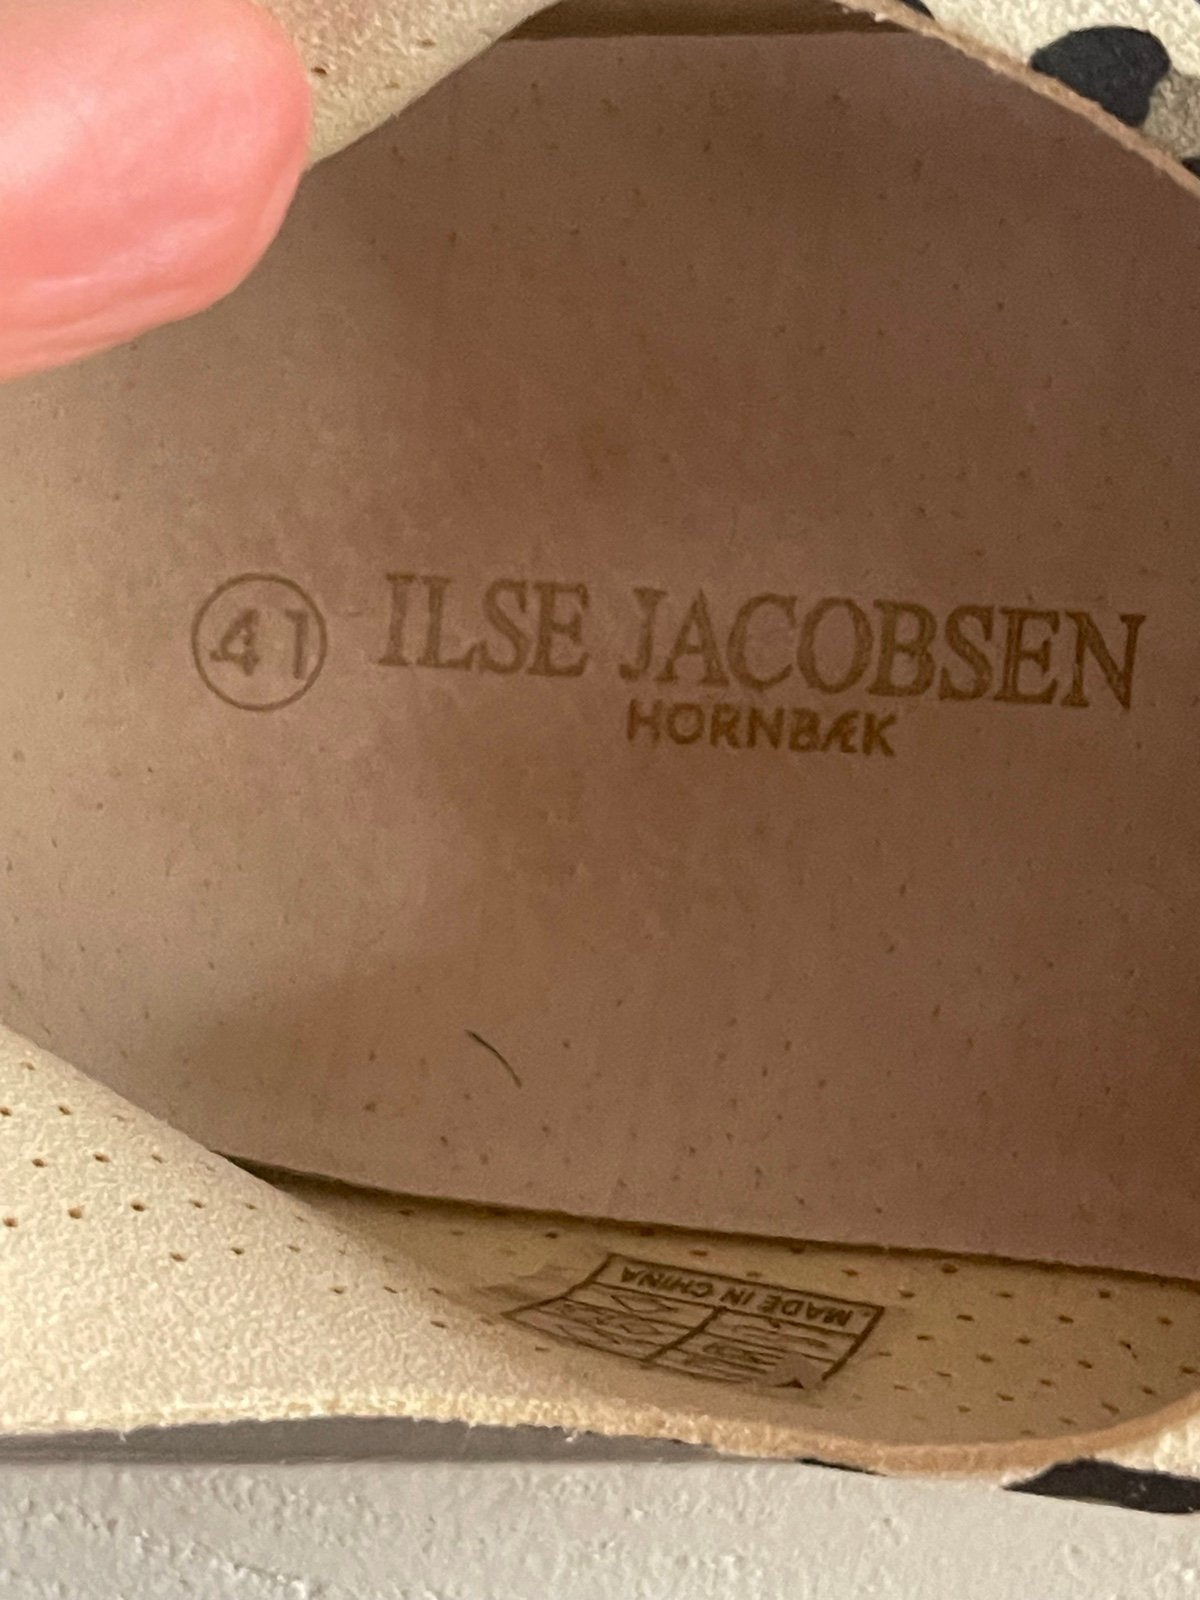 41
ILSE JACOBSEN
HORNBÆK
MADE IN CHINA